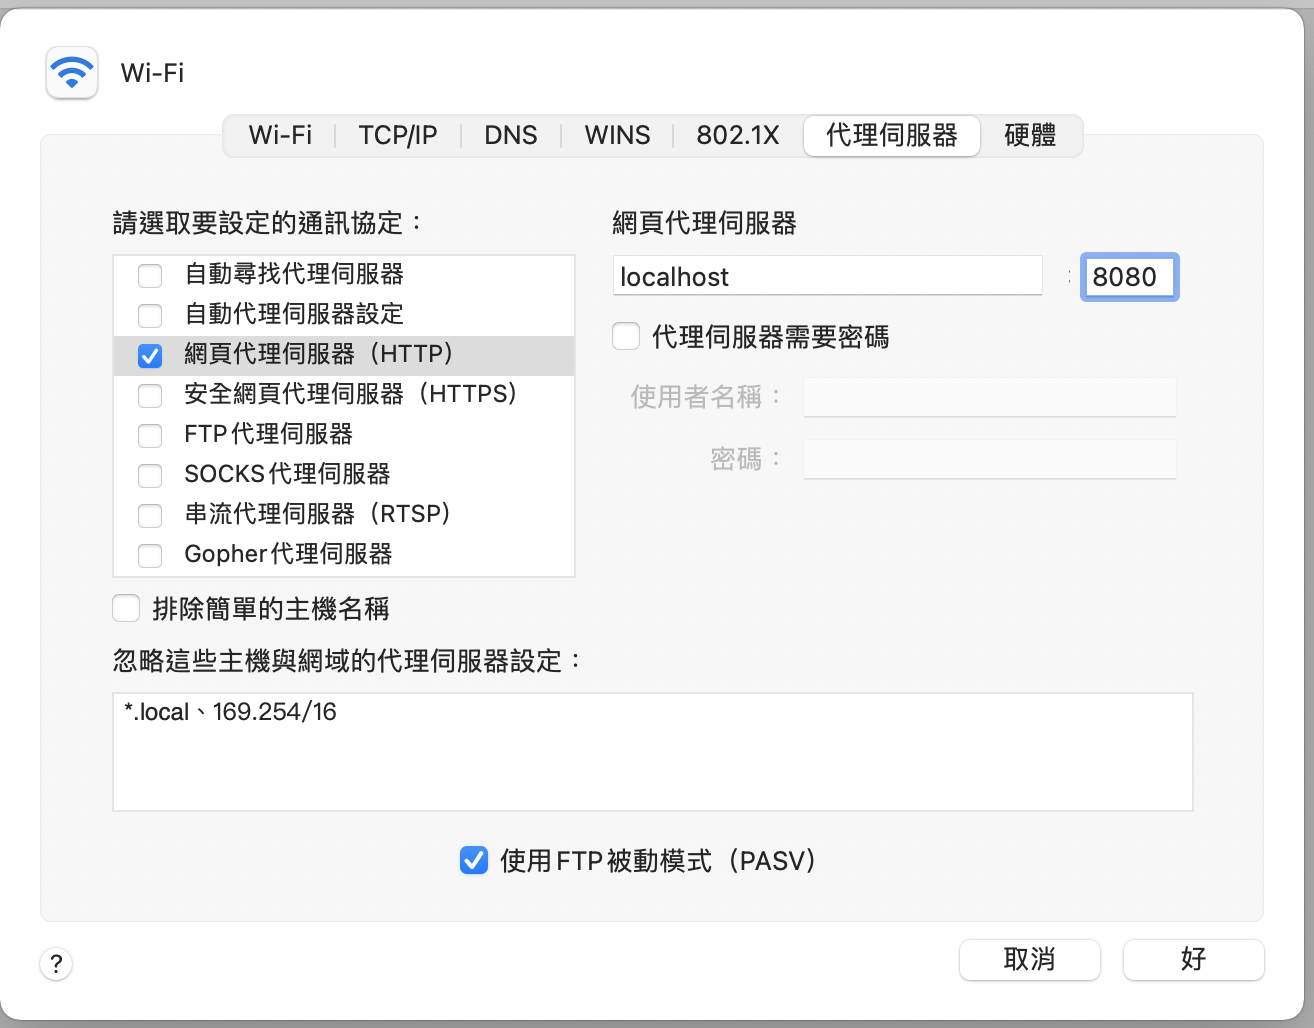 Wi-Fi
Wi-Fi TCP/IP DNS WINS 802.1X 代理伺服器 硬體
請選取要設定的通訊協定：
自動尋找代理伺服器
自動代理伺服器設定
網頁代理伺服器（HTTP）
安全網頁代理伺服器（HTTPS）
FTP代理伺服器
SOCKS代理伺服器
串流代理伺服器（RTSP）
Gopher代理伺服器
網頁代理伺服器
localhost : 8080
代理伺服器需要密碼
使用者名稱：
密碼：
排除簡單的主機名稱
忽略這些主機與網域的代理伺服器設定：
*.local、169.254/16
使用FTP被動模式（PASV）
? 取消 好